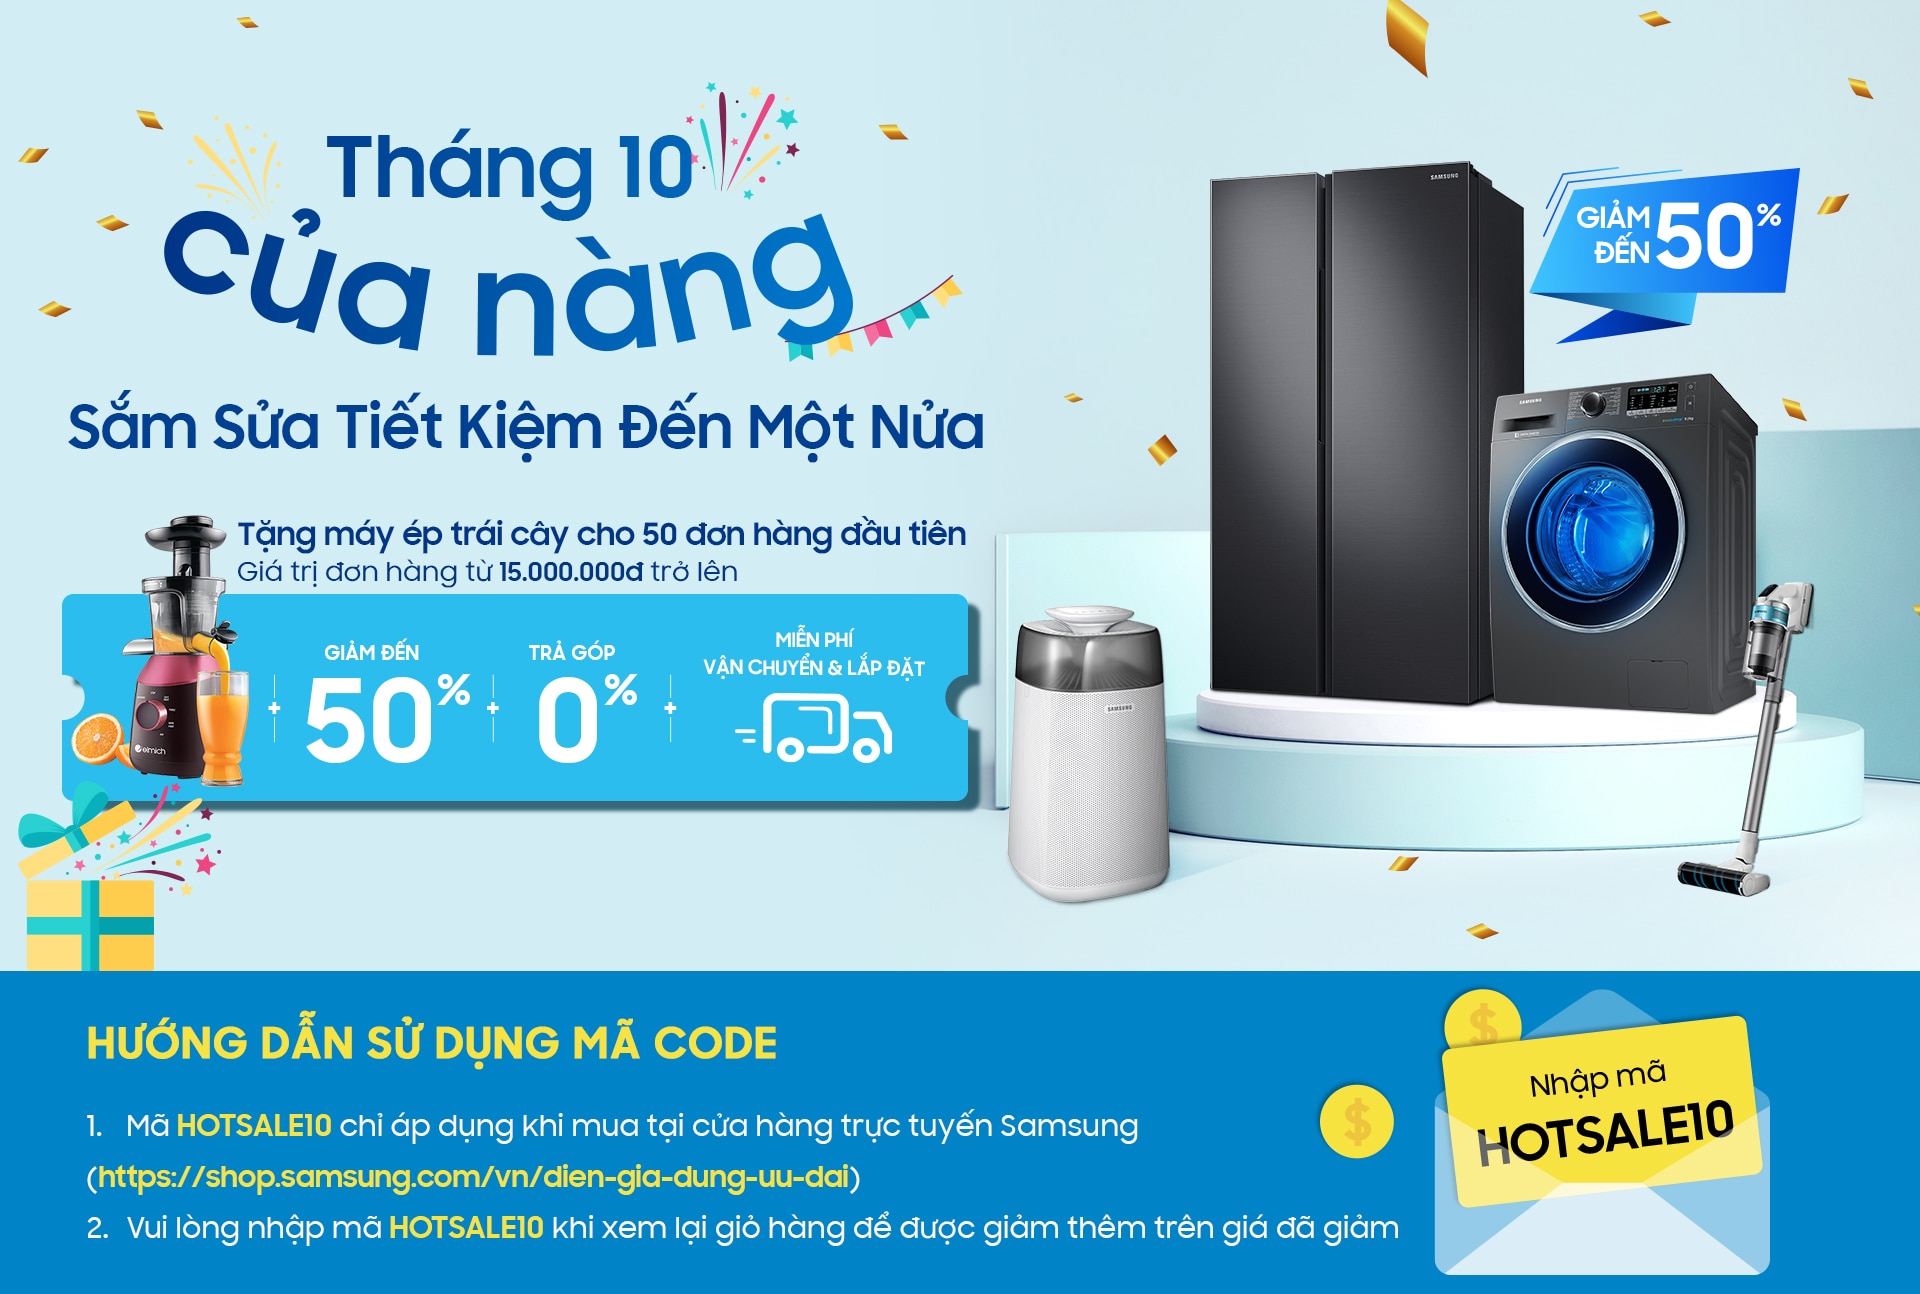 Tháng 10
của nàng
Sắm Sửa Tiết Kiệm Đến Một Nửa
Tặng máy ép trái cây cho 50 đơn hàng đầu tiên
Giá trị đơn hàng từ 15.000.000đ trở lên
elmich
+
GIẢM ĐẾN
50%
+
TRẢ GÓP
0%
+
MIỄN PHÍ
VẬN CHUYỂN & LẮP ĐẶT
SAMSUNG
GIẢM
ĐẾN 50%
SAMSUNG
SAMSUNG
HƯỚNG DẪN SỬ DỤNG MÃ CODE
1. Mã HOTSALE10 chỉ áp dụng khi mua tại cửa hàng trực tuyến Samsung
(https://shop.samsung.com/vn/dien-gia-dung-uu-dai)
2. Vui lòng nhập mã HOTSALE10 khi xem lại giỏ hàng để được giảm thêm trên giá đã giảm
$
$
Nhập mã
HOTSALE10